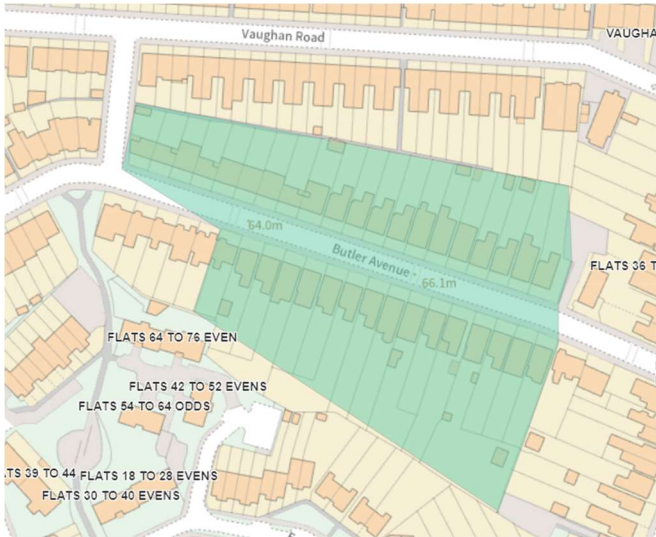 Vaughan Road
VAUGHA
64.0m
Butler Avenue
66.1m
FLATS 36 T
FLATS 64 TO 76 EVEN
FLATS 42 TO 52 EVENS
FLATS 54 TO 64 ODDS
TS 39 TO 44
FLATS 18 TO 28 EVENS
FLATS 30 TO 40 EVENS